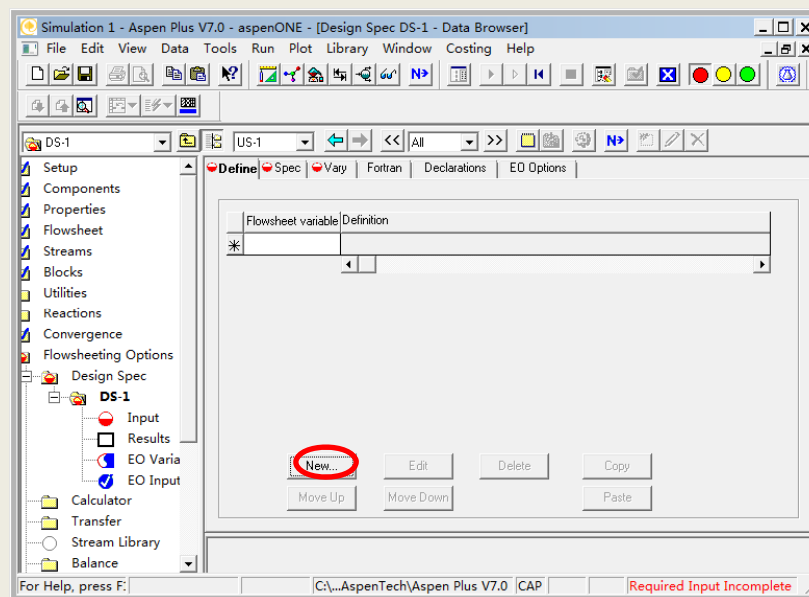 Simulation 1 - Aspen Plus V7.0 - aspenONE - [Design Spec DS-1 - Data Browser]
File Edit View Data Tools Run Plot Library Window Costing Help
DS-1 US-1 << All >> N>
Setup
Components
Properties
Flowsheet
Streams
Blocks
Utilities
Reactions
Convergence
Flowsheeting Options
Design Spec
DS-1
Input
Results
EO Varia
EO Input
Calculator
Transfer
Stream Library
Balance
Define Spec Vary Fortran Declarations EO Options
Flowsheet variable Definition
New... Edit Delete Copy
Move Up Move Down Paste
For Help, press F: C:\...AspenTech\Aspen Plus V7.0 CAP Required Input Incomplete